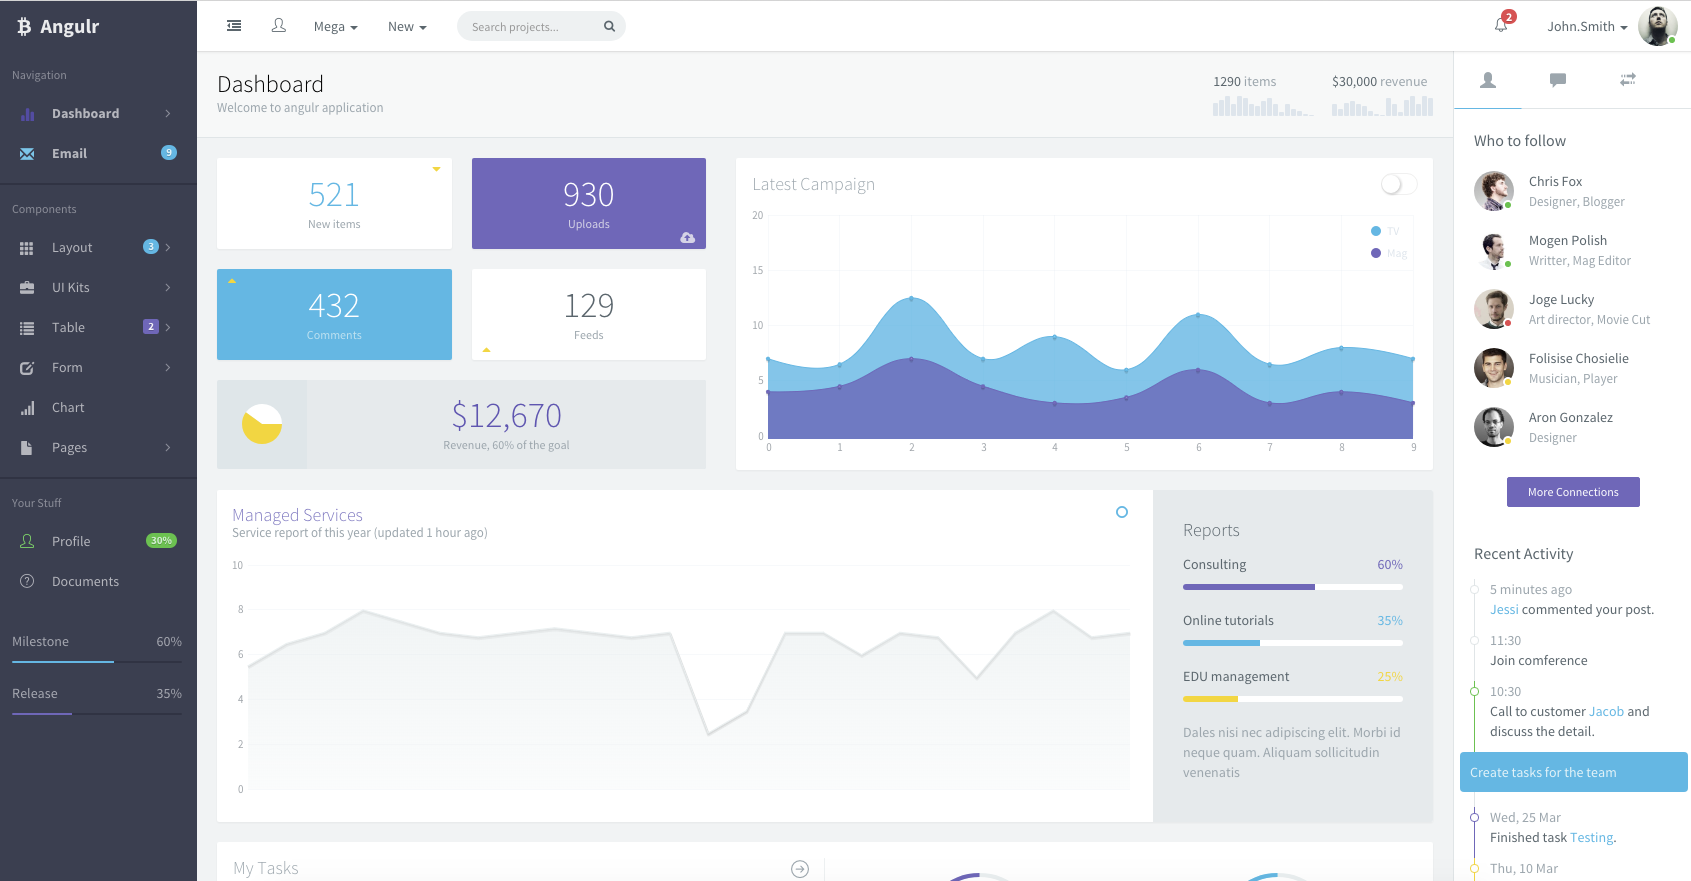 Angulr
Mega
New
Search projects...
2
John.Smith
Navigation
Dashboard
Email
9
Components
Layout
3
UI Kits
Table
2
Form
Chart
Pages
Your Stuff
Profile
30%
Documents
Milestone
60%
Release
35%
Dashboard
Welcome to angulr application
1290 items
$30,000 revenue
521
New items
930
Uploads
432
Comments
129
Feeds
$12,670
Revenue, 60% of the goal
Latest Campaign
20
15
10
5
0
0 1 2 3 4 5 6 7 8 9
TV
Mag
Managed Services
Service report of this year (updated 1 hour ago)
10
8
6
4
2
0
Reports
Consulting
60%
Online tutorials
35%
EDU management
25%
Dales nisi nec adipiscing elit. Morbi id
neque quam. Aliquam sollicitudin
venenatis
My Tasks
Who to follow
Chris Fox
Designer, Blogger
Mogen Polish
Writter, Mag Editor
Joge Lucky
Art director, Movie Cut
Folisise Chosielie
Musician, Player
Aron Gonzalez
Designer
More Connections
Recent Activity
5 minutes ago
Jessi commented your post.
11:30
Join comference
10:30
Call to customer Jacob and
discuss the detail.
Create tasks for the team
Wed, 25 Mar
Finished task Testing.
Thu, 10 Mar